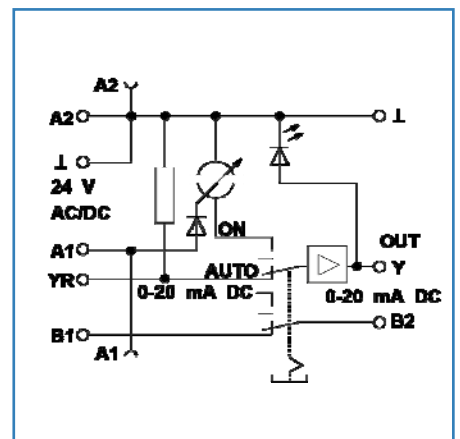 A2
A2 ⊥
⊥
24 V
AC/DC
ON
A1 OUT
YR AUTO Y
0-20 mA DC 0-20 mA DC
B1 B2
A1